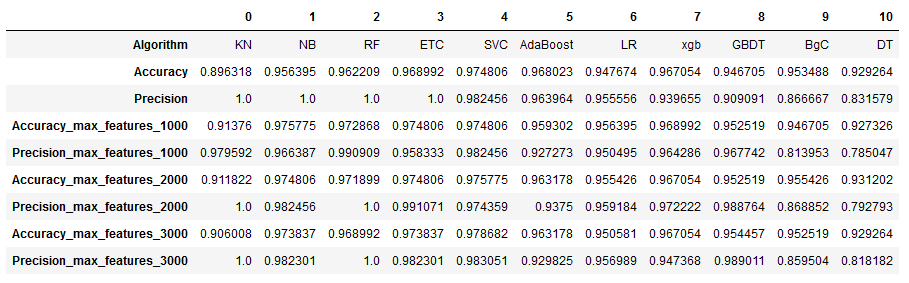 0 1 2 3 4 5 6 7 8 9 10
Algorithm KN NB RF ETC SVC AdaBoost LR xgb GBDT BgC DT
Accuracy 0.896318 0.956395 0.962209 0.968992 0.974806 0.968023 0.947674 0.967054 0.946705 0.953488 0.929264
Precision 1.0 1.0 1.0 1.0 0.982456 0.963964 0.955556 0.939655 0.909091 0.866667 0.831579
Accuracy_max_features_1000 0.91376 0.975775 0.972868 0.974806 0.974806 0.959302 0.956395 0.968992 0.952519 0.946705 0.927326
Precision_max_features_1000 0.979592 0.966387 0.990909 0.958333 0.982456 0.927273 0.950495 0.964286 0.967742 0.813953 0.785047
Accuracy_max_features_2000 0.911822 0.974806 0.971899 0.974806 0.975775 0.963178 0.955426 0.967054 0.952519 0.955426 0.931202
Precision_max_features_2000 1.0 0.982456 1.0 0.991071 0.974359 0.9375 0.959184 0.972222 0.988764 0.868852 0.792793
Accuracy_max_features_3000 0.906008 0.973837 0.968992 0.973837 0.978682 0.963178 0.950581 0.967054 0.954457 0.952519 0.929264
Precision_max_features_3000 1.0 0.982301 1.0 0.982301 0.983051 0.929825 0.956989 0.947368 0.989011 0.859504 0.818182